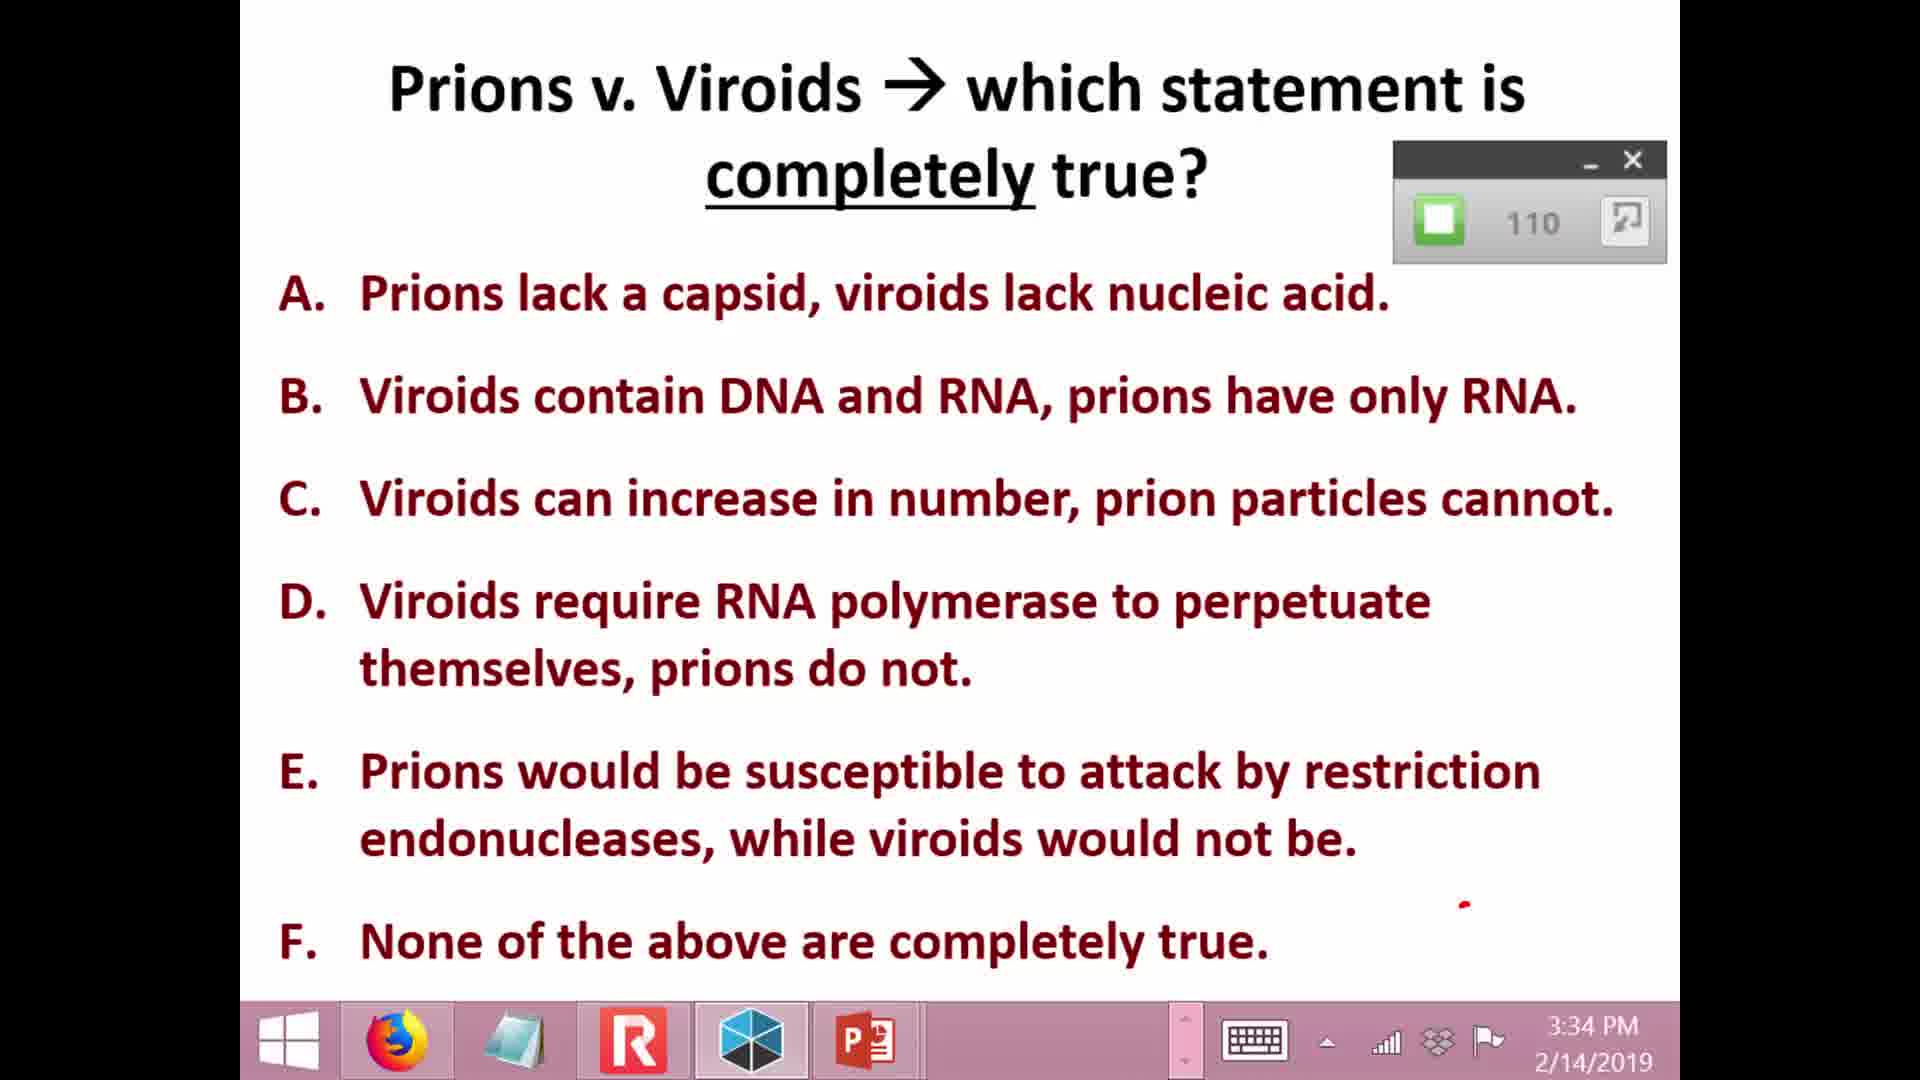 Prions v. Viroids → which statement is
completely true?
110
A. Prions lack a capsid, viroids lack nucleic acid.
B. Viroids contain DNA and RNA, prions have only RNA.
C. Viroids can increase in number, prion particles cannot.
D. Viroids require RNA polymerase to perpetuate
themselves, prions do not.
E. Prions would be susceptible to attack by restriction
endonucleases, while viroids would not be.
F. None of the above are completely true.
3:34 PM
2/14/2019